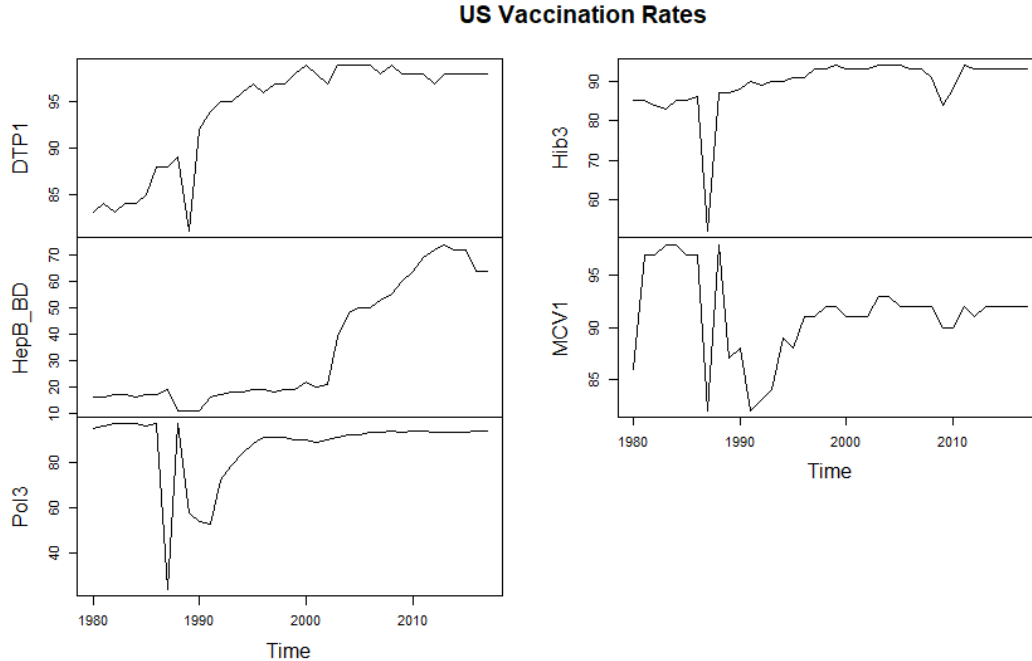 US Vaccination Rates
DTP1
85 90 95
HepB_BD
10 20 30 40 50 60 70
Pol3
40 60 80
1980 1990 2000 2010
Time
Hib3
60 70 80 90
MCV1
85 90 95
1980 1990 2000 2010
Time